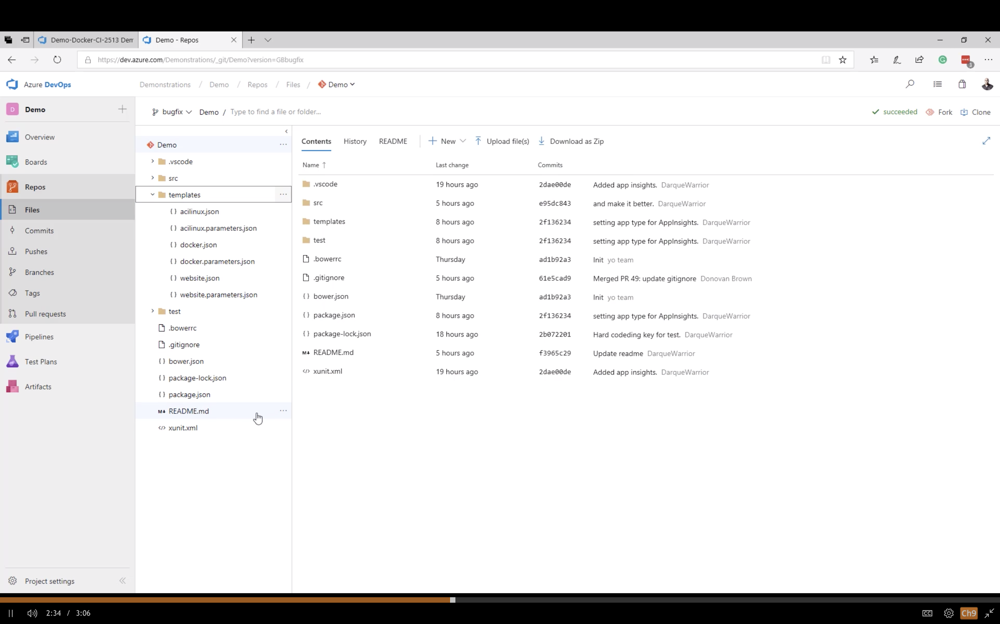 Demo-Docker-CI-2513 Dem
Demo - Repos
https://dev.azure.com/Demonstrations/_git/Demo?version=GBbugfix
3
Azure DevOps
Demonstrations / Demo / Repos / Files / Demo
D Demo
bugfix Demo / Type to find a file or folder...
succeeded Fork Clone
Overview
Boards
Repos
Files
Commits
Pushes
Branches
Tags
Pull requests
Pipelines
Test Plans
Artifacts
Project settings
Demo
.vscode
src
templates
{ } acilinux.json
{ } acilinux.parameters.json
{ } docker.json
{ } docker.parameters.json
{ } website.json
{ } website.parameters.json
test
.bowerrc
.gitignore
{ } bower.json
{ } package-lock.json
{ } package.json
M↓ README.md
</> xunit.xml
Contents History README New Upload file(s) Download as Zip
Name ↑ Last change Commits
.vscode 19 hours ago 2dae00de Added app insights. DarqueWarrior
src 5 hours ago e95dc843 and make it better. DarqueWarrior
templates 8 hours ago 2f136234 setting app type for AppInsights. DarqueWarrior
test 8 hours ago 2f136234 setting app type for AppInsights. DarqueWarrior
.bowerrc Thursday ad1b92a3 Init yo team
.gitignore 5 hours ago 61e5cad9 Merged PR 49: update gitignore Donovan Brown
{ } bower.json Thursday ad1b92a3 Init yo team
{ } package.json 8 hours ago 2f136234 setting app type for AppInsights. DarqueWarrior
{ } package-lock.json 18 hours ago 2b072201 Hard codeding key for test. DarqueWarrior
M↓ README.md 5 hours ago f3965c29 Update readme DarqueWarrior
</> xunit.xml 19 hours ago 2dae00de Added app insights. DarqueWarrior
2:34 / 3:06
CC
Ch9